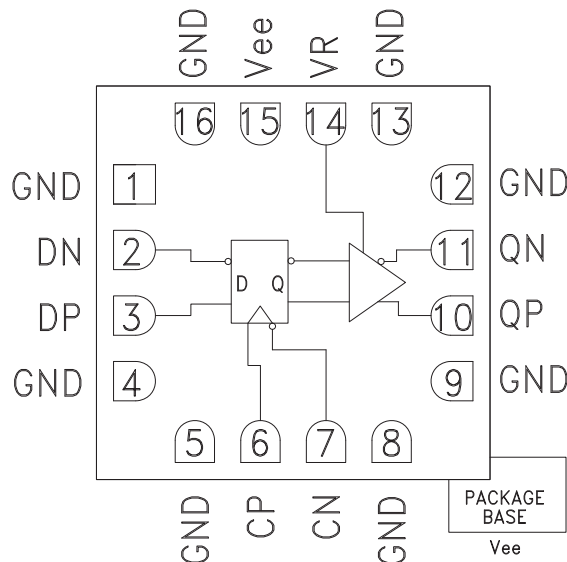 GND
Vee
VR
GND
16
15
14
13
GND 1
12 GND
DN 2
11 QN
D Q
DP 3
10 QP
GND 4
9 GND
5
6
7
8
GND
CP
CN
GND
PACKAGE
BASE
Vee